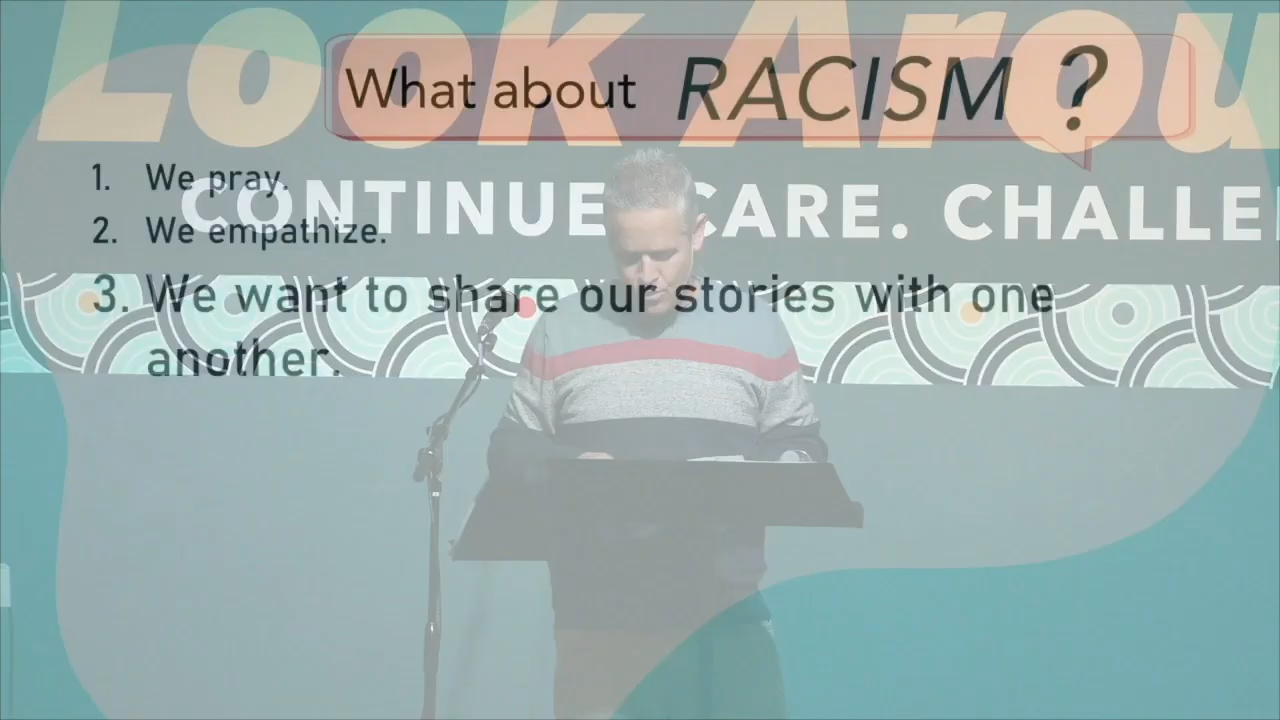 Look Arou
What about RACISM ?
1. We pray.
CONTINUE. CARE. CHALLE
2. We empathize.
3. We want to share our stories with one
another.